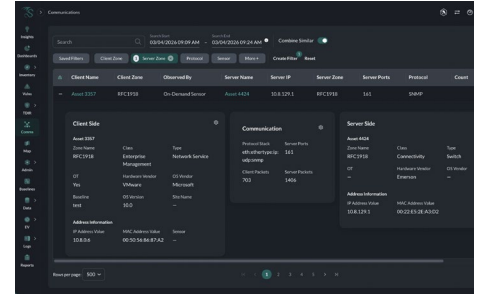 Communications
Insights
Dashboards
Inventory
Pulse
TDIR
Comms
Map
Admin
Baselines
Data
EV
Logs
Reports
Search
Search Start
03/04/2026 09:09 AM
Search End
03/04/2026 09:24 AM
Combine Similar
Saved Filters
Client Zone
1 Server Zone
Protocol
Sensor
More +
Create Filter
Reset
Client Name Client Zone Observed By Server Name Server IP Server Zone Server Ports Protocol Count
Asset 3357 RFC1918 On-Demand Sensor Asset 4424 10.8.129.1 RFC1918 161 SNMP
Client Side
Asset 3357
Zone Name Class Type
RFC1918 Enterprise Management Network Service
OT Hardware Vendor OS Vendor
Yes VMware Microsoft
Baseline OS Version Site Name
test 10.0 —
Address Information
IP Address Value MAC Address Value Sensor
10.8.0.6 00:50:56:86:87:A2 —
Communication
Protocol Stack Server Ports
eth:ethertype:ip: 161
udp:snmp
Client Packets Server Packets
703 1406
Server Side
Asset 4424
Zone Name Class Type
RFC1918 Connectivity Switch
OT Hardware Vendor OS Vendor
— Emerson —
Address Information
IP Address Value MAC Address Value
10.8.129.1 00:22:E5:2E:A3:D2
Rows per page: 500
1 2 3 4 5